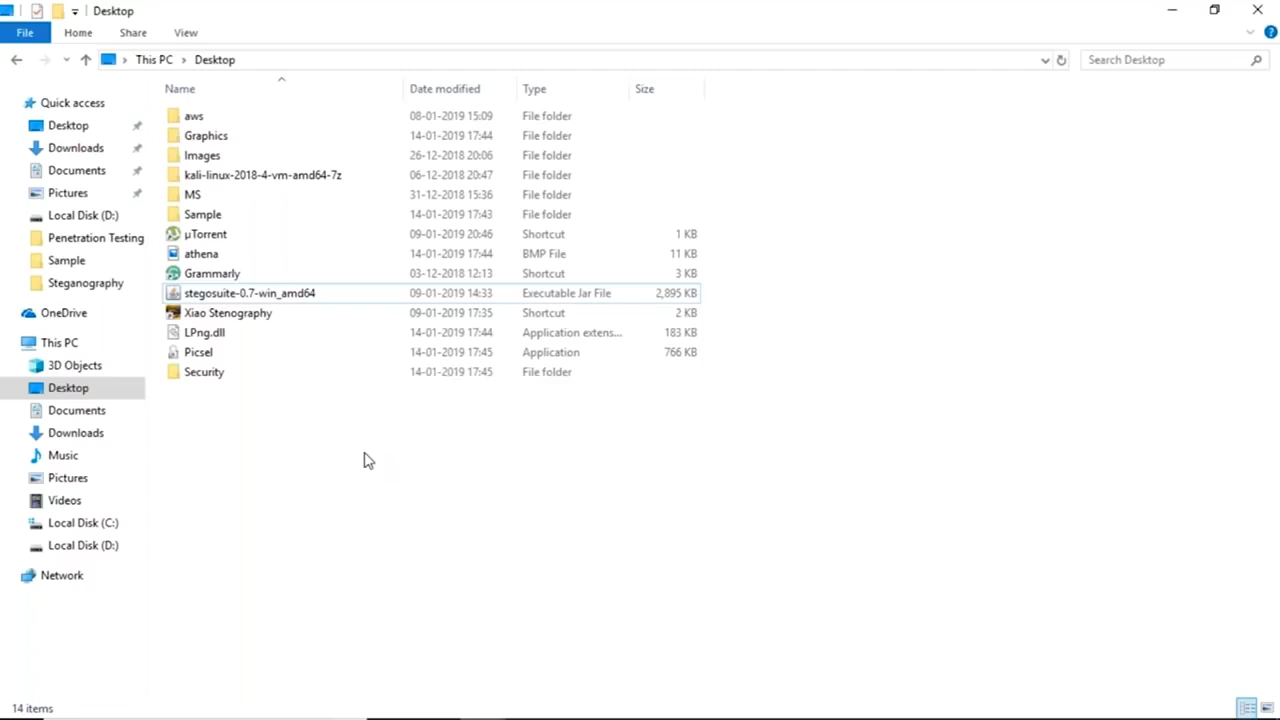 Desktop
File Home Share View
This PC Desktop Search Desktop
Name Date modified Type Size
Quick access
Desktop
Downloads
Documents
Pictures
Local Disk (D:)
Penetration Testing
Sample
Steganography
OneDrive
This PC
3D Objects
Desktop
Documents
Downloads
Music
Pictures
Videos
Local Disk (C:)
Local Disk (D:)
Network
aws 08-01-2019 15:09 File folder
Graphics 14-01-2019 17:44 File folder
Images 26-12-2018 20:06 File folder
kali-linux-2018-4-vm-amd64-7z 06-12-2018 20:47 File folder
MS 31-12-2018 15:36 File folder
Sample 14-01-2019 17:43 File folder
µTorrent 09-01-2019 20:46 Shortcut 1 KB
athena 14-01-2019 17:44 BMP File 11 KB
Grammarly 03-12-2018 12:13 Shortcut 3 KB
stegosuite-0.7-win_amd64 09-01-2019 14:33 Executable Jar File 2,895 KB
Xiao Stenography 09-01-2019 17:35 Shortcut 2 KB
LPng.dll 14-01-2019 17:44 Application extens... 183 KB
Picsel 14-01-2019 17:45 Application 766 KB
Security 14-01-2019 17:45 File folder
14 items